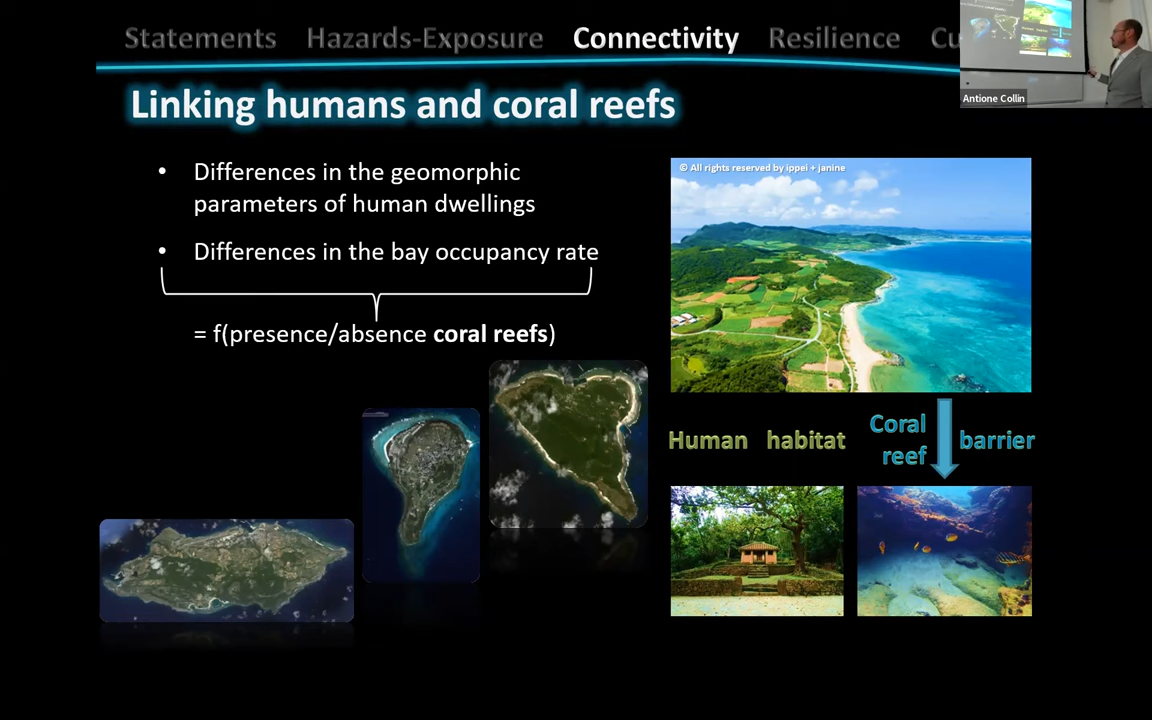 Statements Hazards-Exposure Connectivity Resilience Cu
Antione Collin
Linking humans and coral reefs
• Differences in the geomorphic
parameters of human dwellings
• Differences in the bay occupancy rate
= f(presence/absence coral reefs)
© All rights reserved by ippei + janine
Human habitat
Coral
reef
barrier